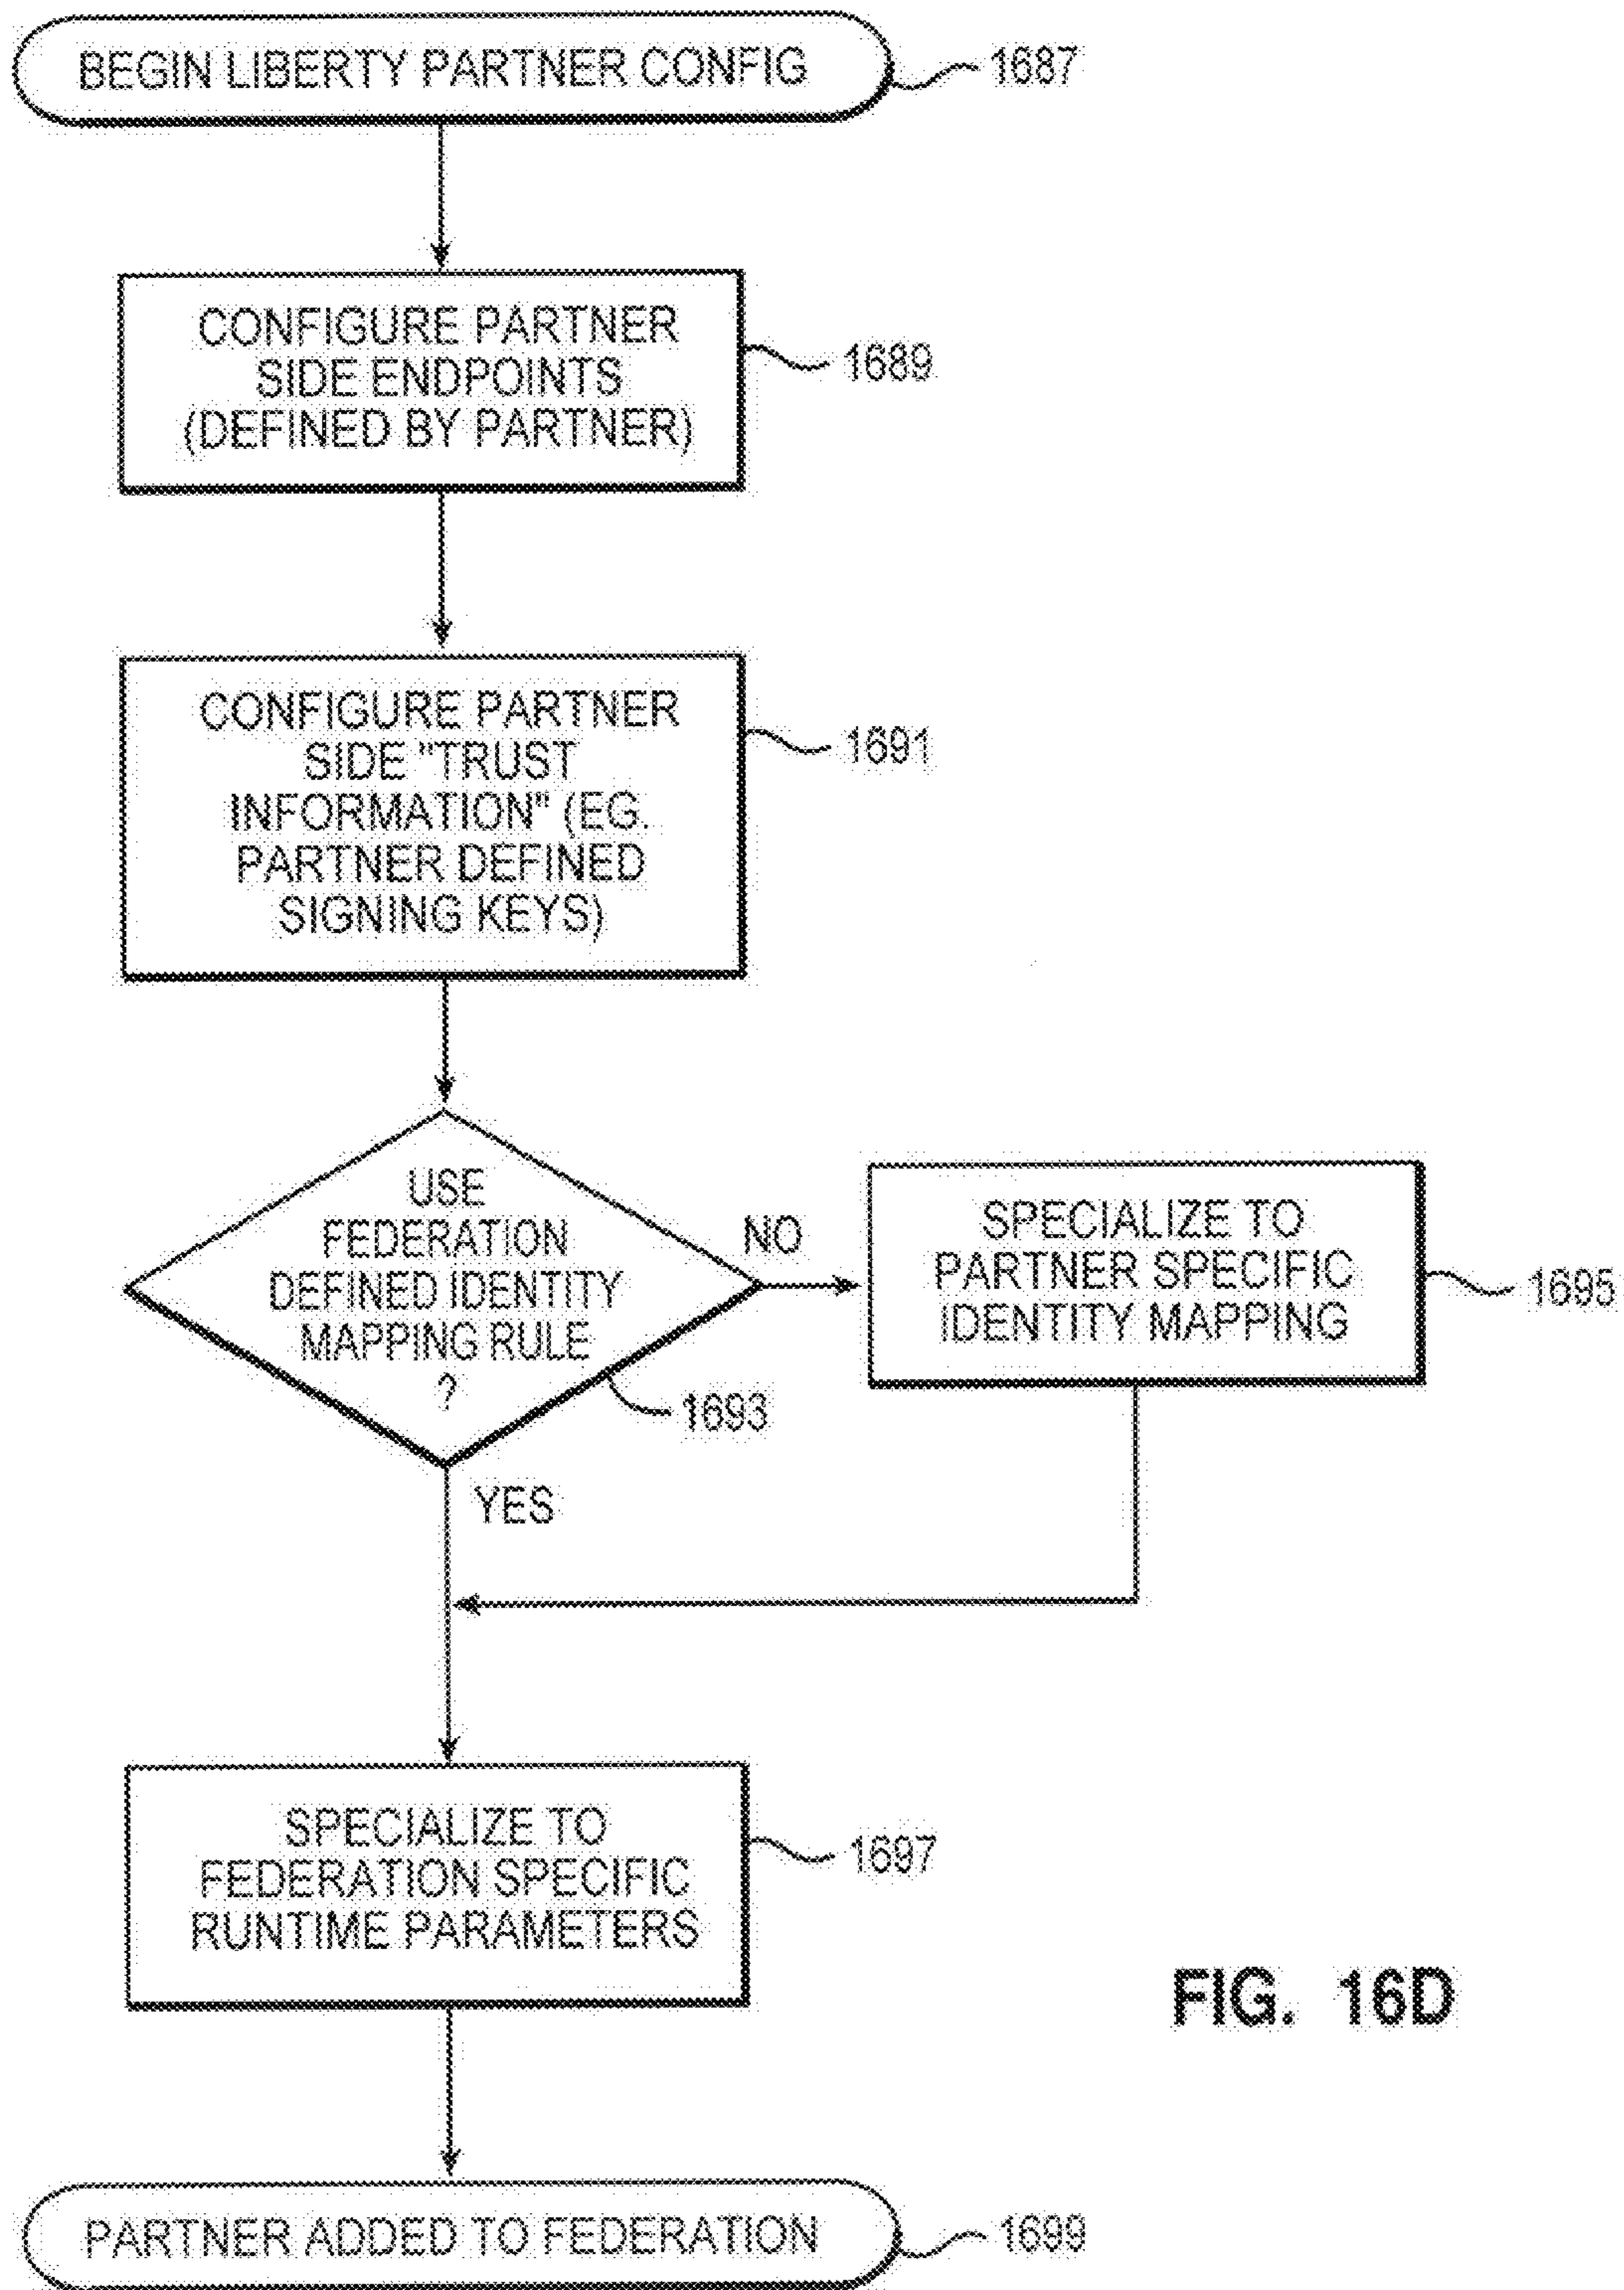 BEGIN LIBERTY PARTNER CONFIG
1687
CONFIGURE PARTNER
SIDE ENDPOINTS
(DEFINED BY PARTNER)
1689
CONFIGURE PARTNER
SIDE "TRUST
INFORMATION" (EG.
PARTNER DEFINED
SIGNING KEYS)
1691
USE
FEDERATION
DEFINED IDENTITY
MAPPING RULE
?
1693
NO
SPECIALIZE TO
PARTNER SPECIFIC
IDENTITY MAPPING
1695
YES
SPECIALIZE TO
FEDERATION SPECIFIC
RUNTIME PARAMETERS
1697
FIG. 16D
PARTNER ADDED TO FEDERATION
1699